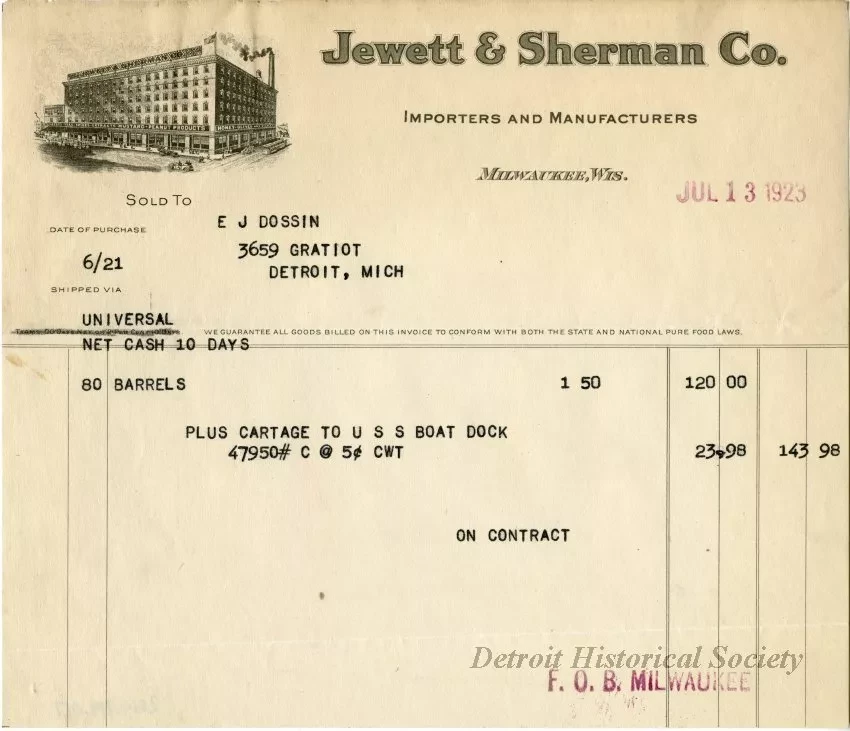 Jewett & Sherman Co.
IMPORTERS AND MANUFACTURERS
MILWAUKEE, WIS.
JUL 13 1923
SOLD TO
E J DOSSIN
DATE OF PURCHASE
3659 GRATIOT
6/21
DETROIT, MICH
SHIPPED VIA
UNIVERSAL
WE GUARANTEE ALL GOODS BILLED ON THIS INVOICE TO CONFORM WITH BOTH THE STATE AND NATIONAL PURE FOOD LAWS.
NET CASH 10 DAYS
80 BARRELS 1 50 120 00
PLUS CARTAGE TO U S S BOAT DOCK
47950# C @ 5¢ CWT 23.98 143 98
ON CONTRACT
Detroit Historical Society
F. O. B. MILWAUKEE